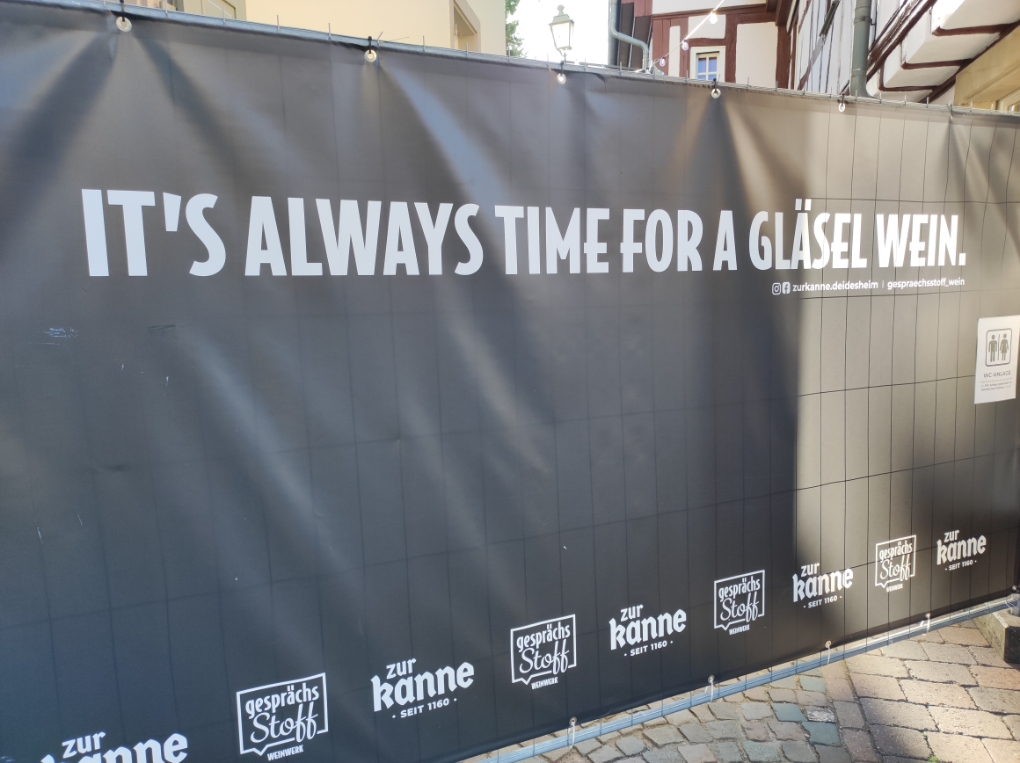 IT'S ALWAYS TIME FOR A GLÄSEL WEIN.
zurkanne.deidesheim | gespraechsstoff_wein
WC-ANLAGE
zur
kanne
gesprächs
Stoff
WEINWERK
zur
kanne
· SEIT 1160 ·
gesprächs
Stoff
WEINWERK
zur
kanne
· SEIT 1160 ·
gesprächs
Stoff
WEINWERK
zur
kanne
· SEIT 1160 ·
gesprächs
Stoff
zur
kanne
· SEIT 1160 ·